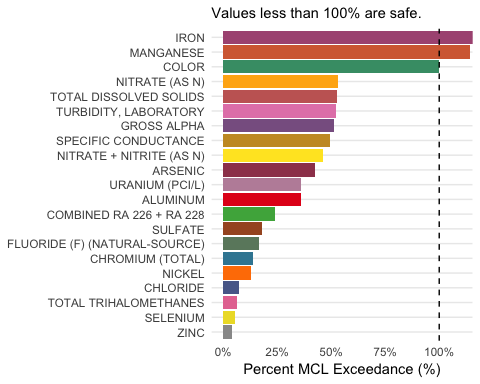 Values less than 100% are safe.
IRON
MANGANESE
COLOR
NITRATE (AS N)
TOTAL DISSOLVED SOLIDS
TURBIDITY, LABORATORY
GROSS ALPHA
SPECIFIC CONDUCTANCE
NITRATE + NITRITE (AS N)
ARSENIC
URANIUM (PCI/L)
ALUMINUM
COMBINED RA 226 + RA 228
SULFATE
FLUORIDE (F) (NATURAL-SOURCE)
CHROMIUM (TOTAL)
NICKEL
CHLORIDE
TOTAL TRIHALOMETHANES
SELENIUM
ZINC
0% 25% 50% 75% 100%
Percent MCL Exceedance (%)